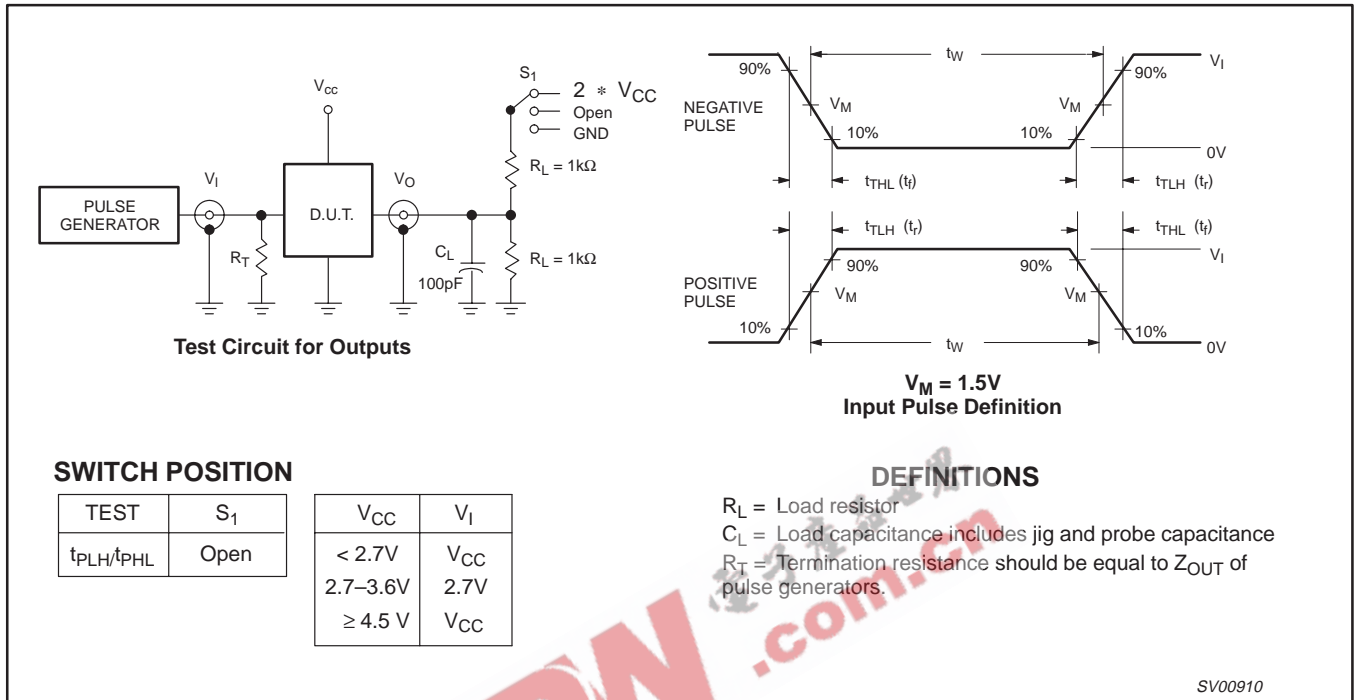 V_CC
S_1
2 * V_CC
Open
GND
R_L = 1kΩ
V_I
V_O
PULSE
GENERATOR
D.U.T.
R_T
C_L
100pF
R_L = 1kΩ
Test Circuit for Outputs
t_W
90%
90%
V_I
NEGATIVE
PULSE
V_M
V_M
10%
10%
0V
t_THL (t_f)
t_TLH (t_r)
t_TLH (t_r)
t_THL (t_f)
V_I
90%
90%
POSITIVE
PULSE
V_M
V_M
10%
10%
t_W
0V
V_M = 1.5V
Input Pulse Definition
SWITCH POSITION
TEST S_1
t_PLH/t_PHL Open
V_CC V_I
< 2.7V V_CC
2.7–3.6V 2.7V
≥ 4.5 V V_CC
DEFINITIONS
R_L = Load resistor
C_L = Load capacitance includes jig and probe capacitance
R_T = Termination resistance should be equal to Z_OUT of
pulse generators.
.com.cn
SV00910